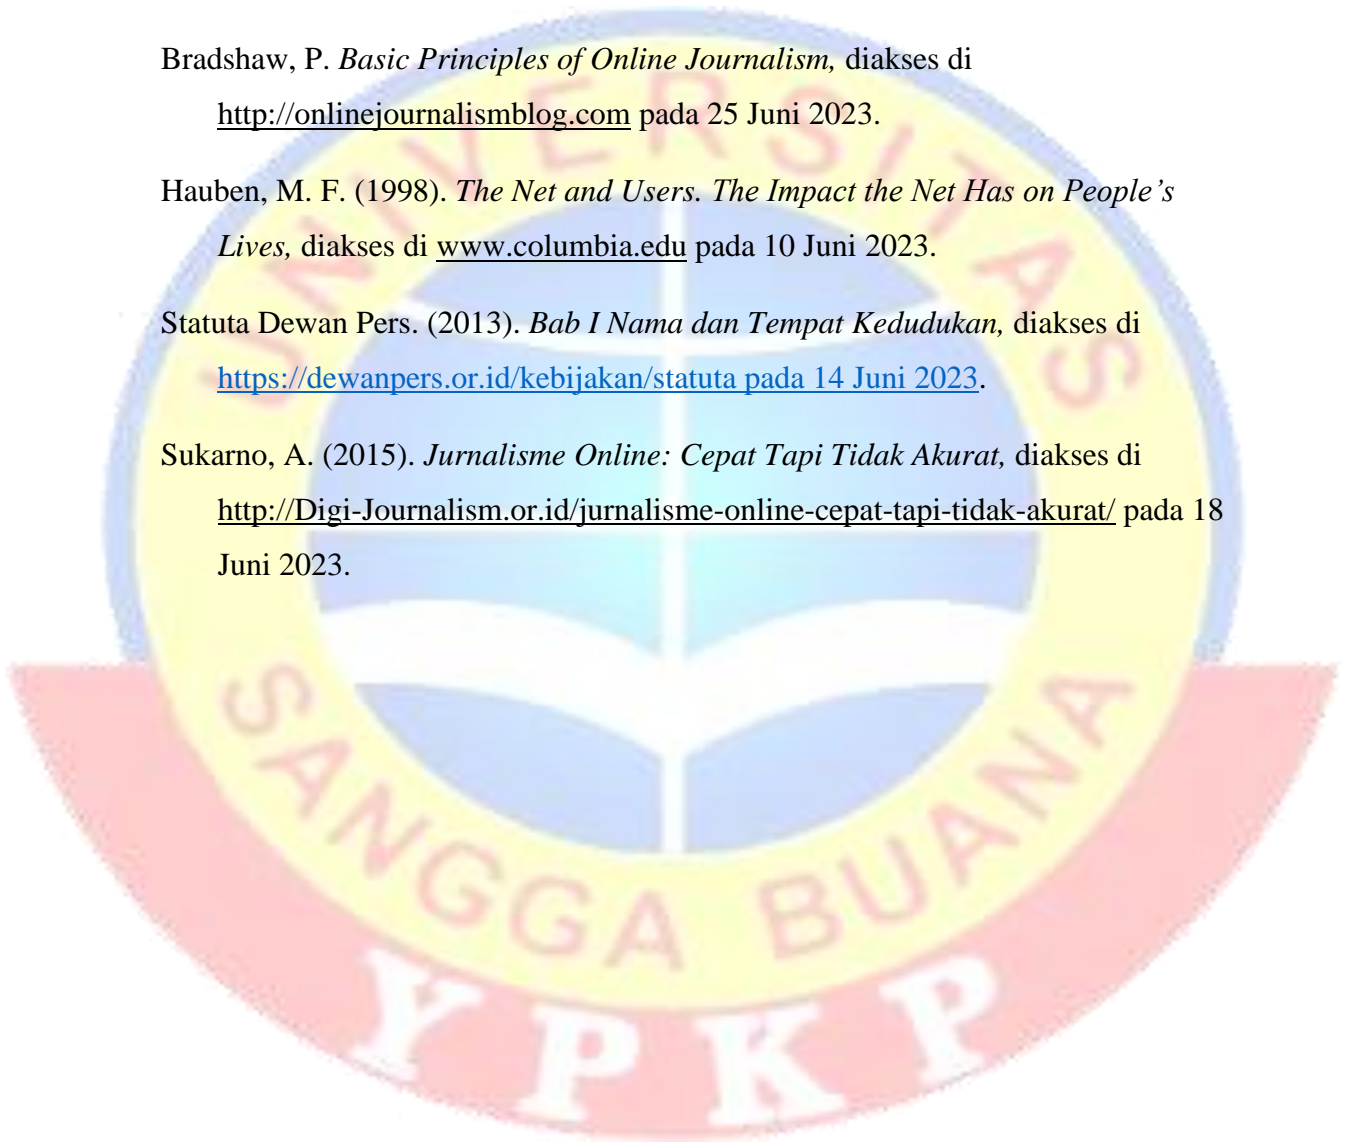 Bradshaw, P. Basic Principles of Online Journalism, diakses di
http://onlinejournalismblog.com pada 25 Juni 2023.
Hauben, M. F. (1998). The Net and Users. The Impact the Net Has on People’s
Lives, diakses di www.columbia.edu pada 10 Juni 2023.
Statuta Dewan Pers. (2013). Bab I Nama dan Tempat Kedudukan, diakses di
https://dewanpers.or.id/kebijakan/statuta pada 14 Juni 2023.
Sukarno, A. (2015). Jurnalisme Online: Cepat Tapi Tidak Akurat, diakses di
http://Digi-Journalism.or.id/jurnalisme-online-cepat-tapi-tidak-akurat/ pada 18
Juni 2023.
UNIVERSITAS
SANGGA BUANA
YPKP